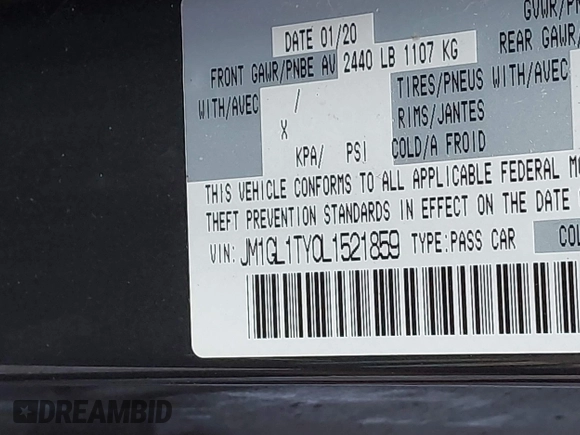 GVWR/P
DATE 01/20
REAR GAWR/
FRONT GAWR/PNBE AV 2440 LB 1107 KG
WITH/AVEC / TIRES/PNEUS WITH/AVEC
X RIMS/JANTES
KPA/ PSI COLD/A FROID
THIS VEHICLE CONFORMS TO ALL APPLICABLE FEDERAL MO
THEFT PREVENTION STANDARDS IN EFFECT ON THE DATE
VIN: JM1GL1TY0L1521859 TYPE:PASS CAR COL
DREAMBID